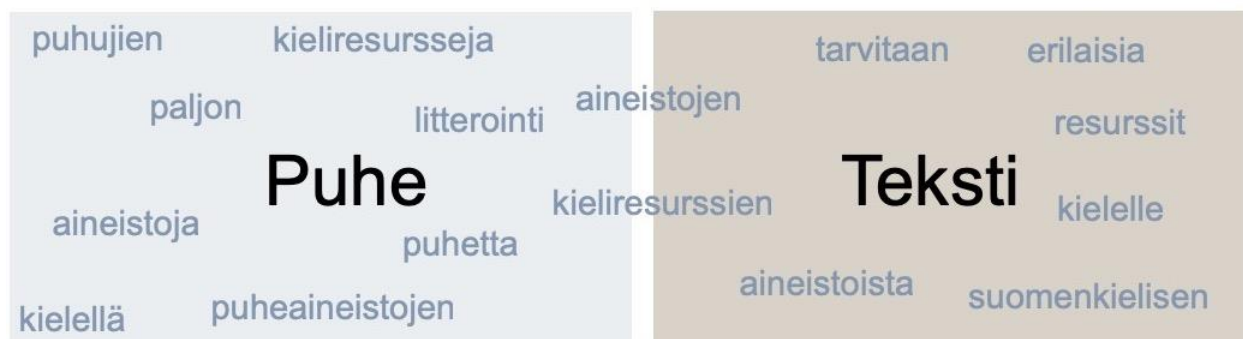 puhujien
kieliresursseja
paljon
litterointi
Puhe
aineistoja
puhetta
kielellä
puheaineistojen
aineistojen
kieliresurssien
tarvitaan
erilaisia
resurssit
Teksti
kielelle
aineistoista
suomenkielisen